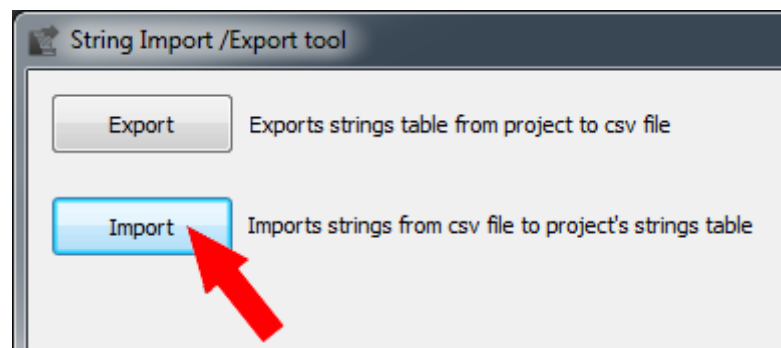 String Import /Export tool
Export
Exports strings table from project to csv file
Import
Imports strings from csv file to project's strings table